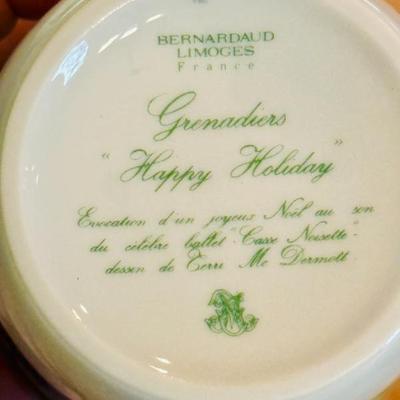 BERNARDAUD
LIMOGES
France
Grenadiers
"Happy Holiday"
Evocation d'un joyeux Noël au son
du célèbre ballet "Casse Noisette"
dessin de Terri Mc Dermott